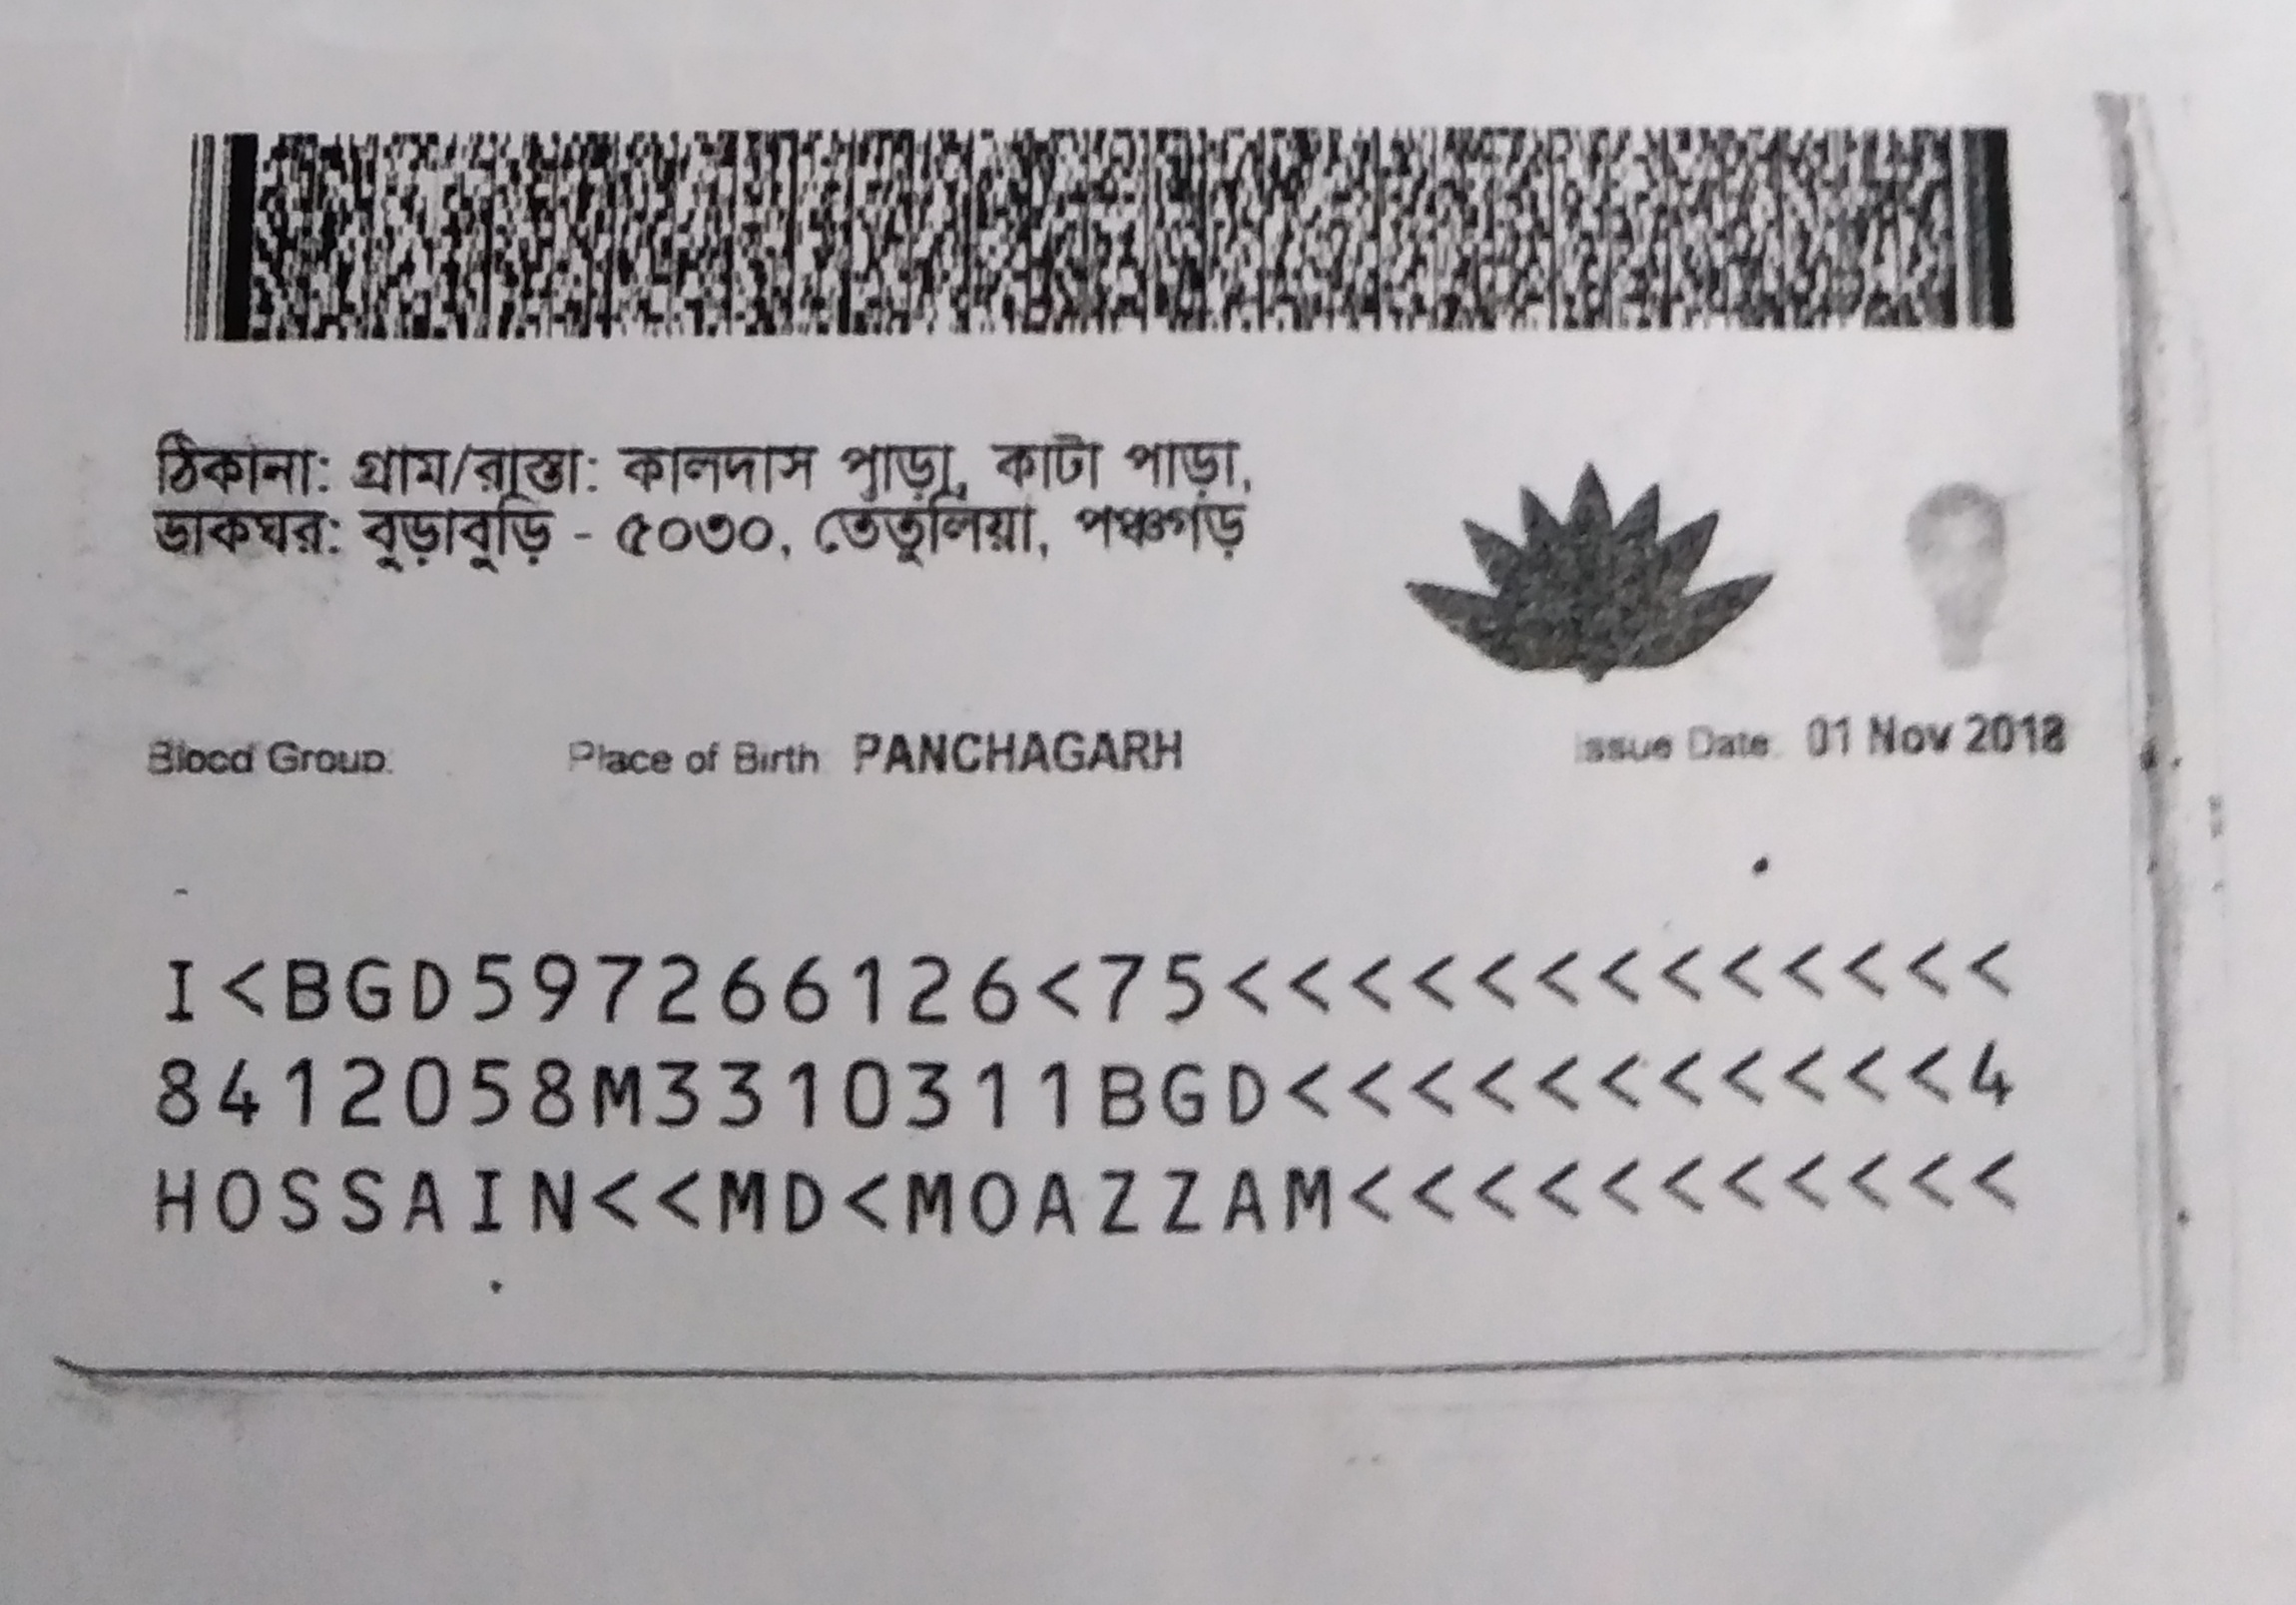 ঠিকানা: গ্রাম/রাস্তা: কালদাস পাড়া, কাটা পাড়া,
ডাকঘর: বুড়াবুড়ি - ৫০৩০, তেতুলিয়া, পঞ্চগড়
Blood Group: Place of Birth: PANCHAGARH Issue Date: 01 Nov 2018
I<BGD597266126<75<<<<<<<<<<<<<
8412058M3310311BGD<<<<<<<<<<<4
HOSSAIN<<MD<MOAZZAM<<<<<<<<<<<